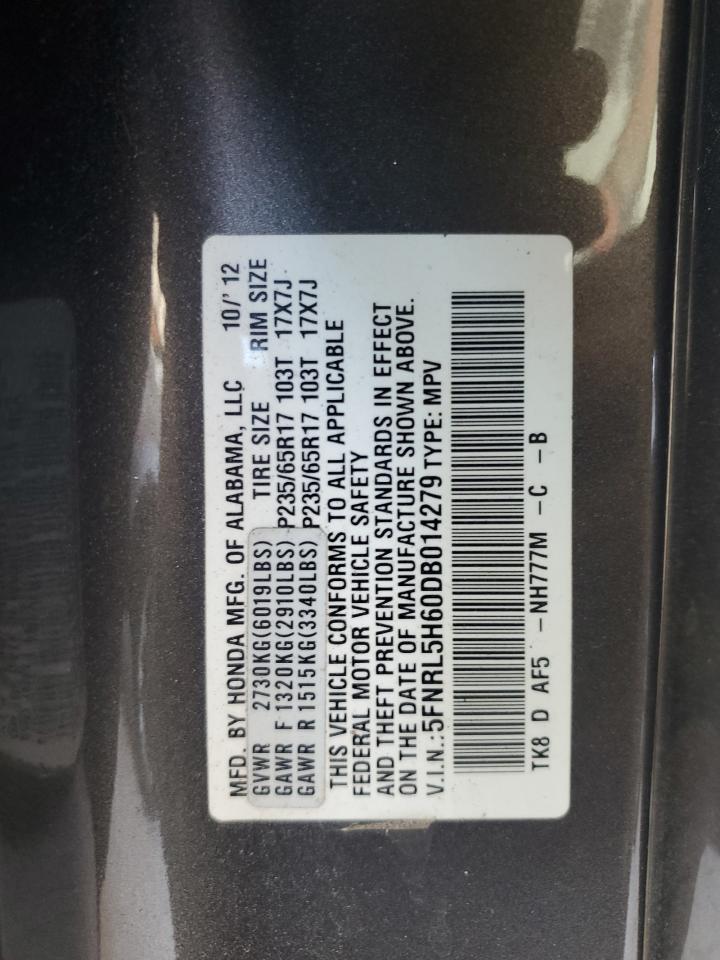 MFD. BY HONDA MFG. OF ALABAMA, LLC 10/' 12
GVWR 2730KG(6019LBS) TIRE SIZE RIM SIZE
GAWR F 1320KG(2910LBS) P235/65R17 103T 17X7J
GAWR R 1515KG(3340LBS) P235/65R17 103T 17X7J
THIS VEHICLE CONFORMS TO ALL APPLICABLE
FEDERAL MOTOR VEHICLE SAFETY
AND THEFT PREVENTION STANDARDS IN EFFECT
ON THE DATE OF MANUFACTURE SHOWN ABOVE.
V.I.N.:5FNRL5H60DB014279 TYPE: MPV
TK8 D AF5 -NH777M -C -B